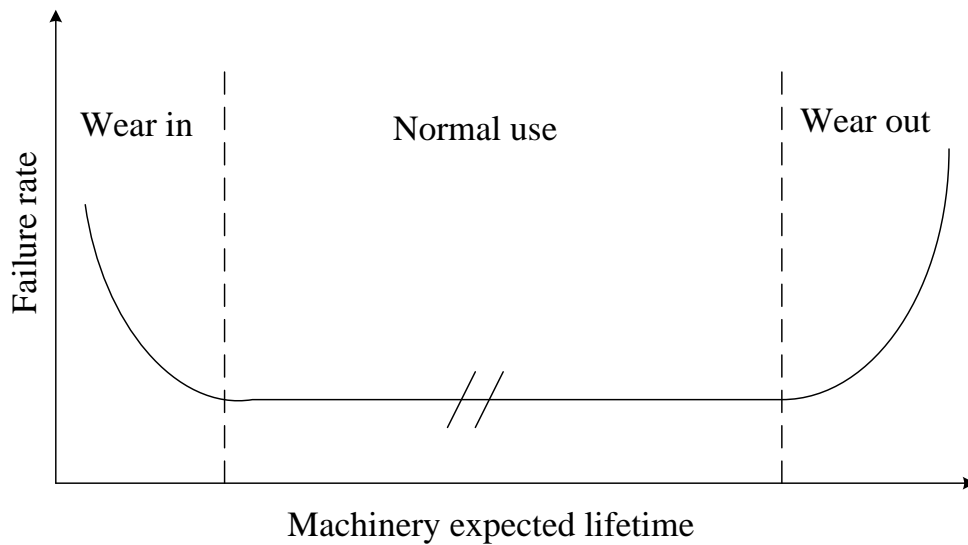 Wear in
Normal use
Wear out
Failure rate
Machinery expected lifetime